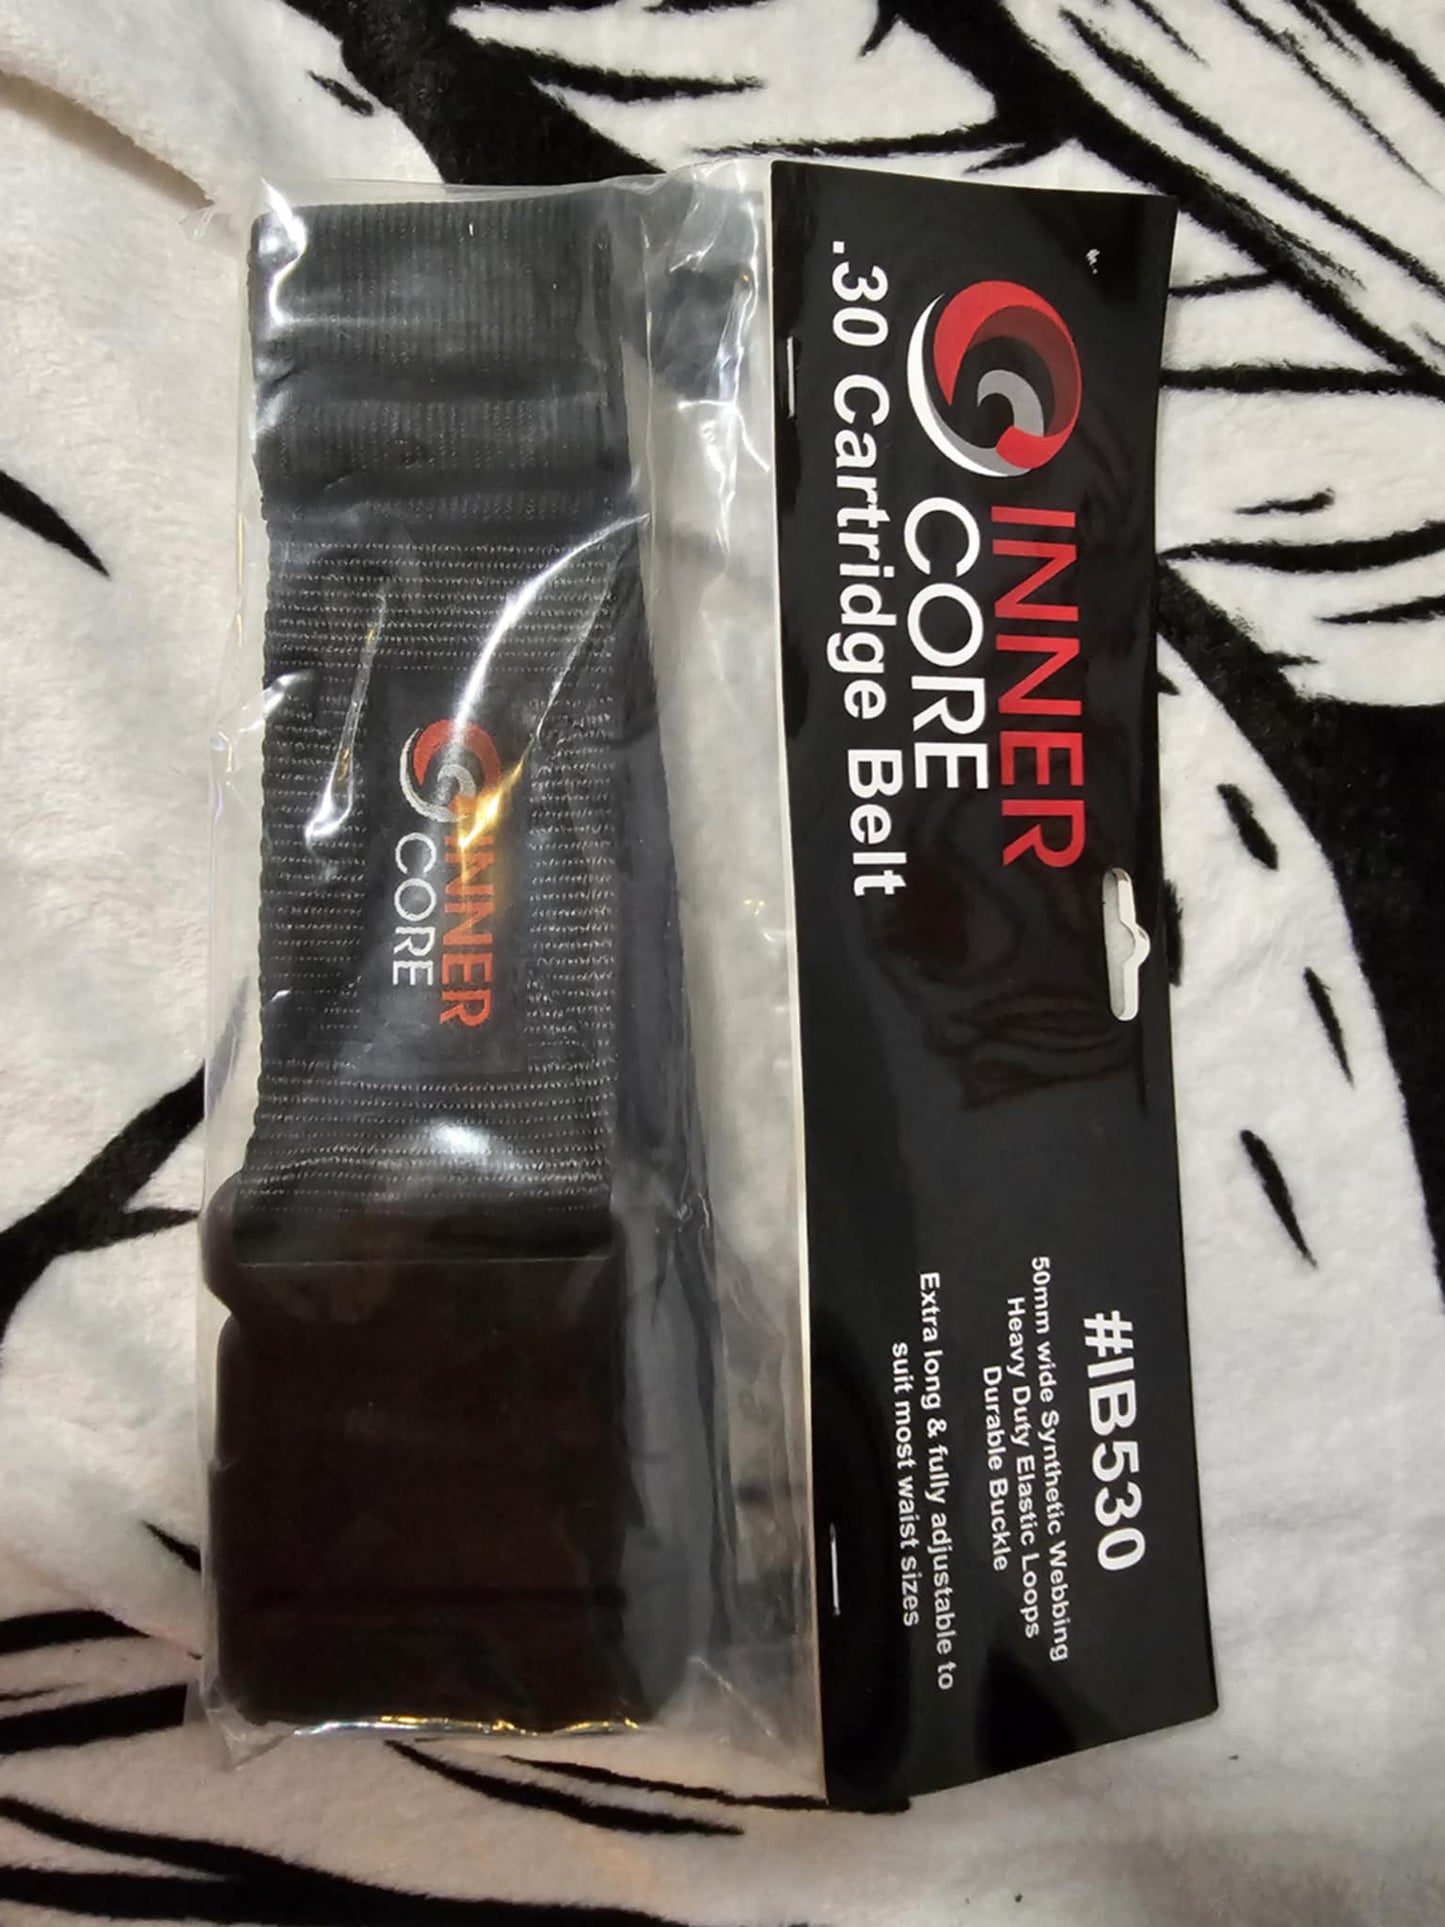 INNER
CORE
.30 Cartridge Belt
#IB530
50mm wide Synthetic Webbing
Heavy Duty Elastic Loops
Durable Buckle
Extra long & fully adjustable to
suit most waist sizes
INNER
CORE